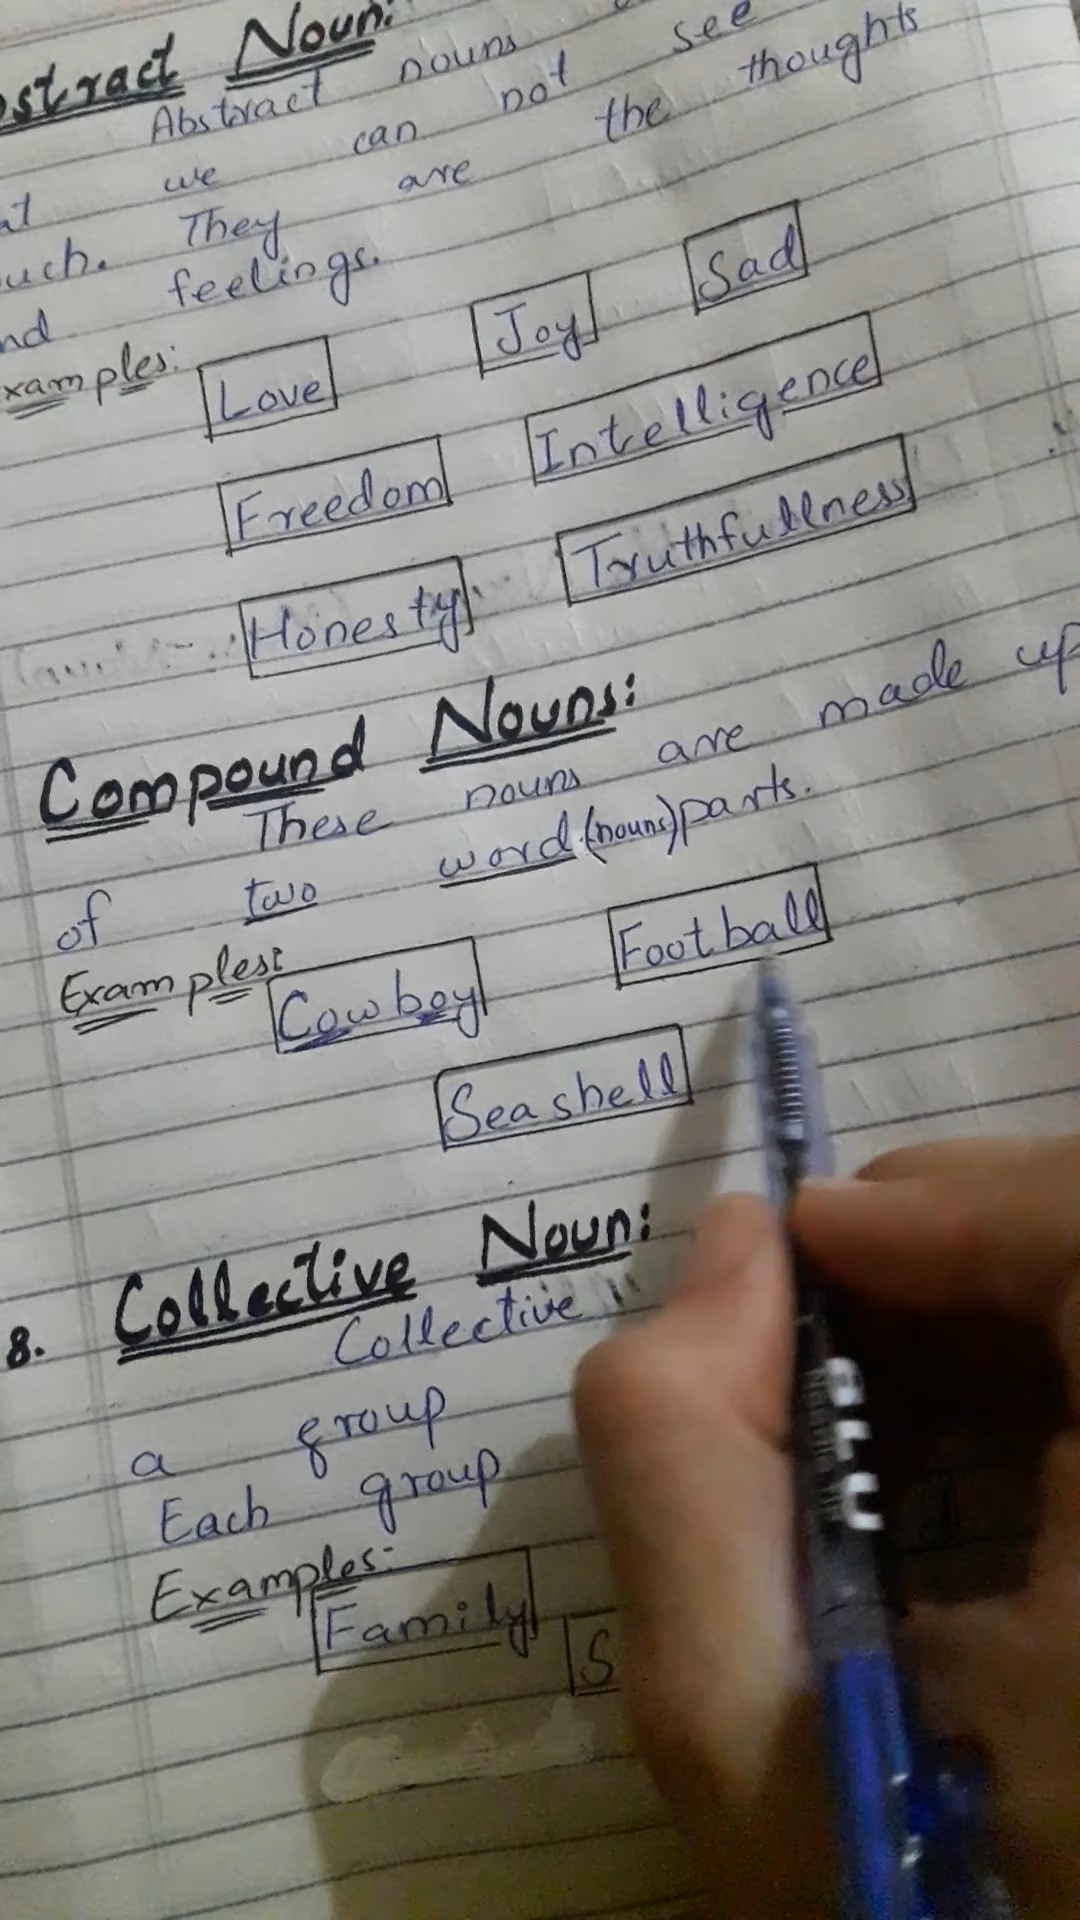 Abstract Noun:
Abstract nouns
we can not see
They are the thoughts
feelings.
Love Joy Sad
Freedom Intelligence
Honesty Truthfullness
Compound Nouns:
These nouns are made up
of two word (nouns) parts.
Examples:
Cowboy Football
Seashell
8. Collective Noun:
Collective
a group
Each group
Examples:
Family S